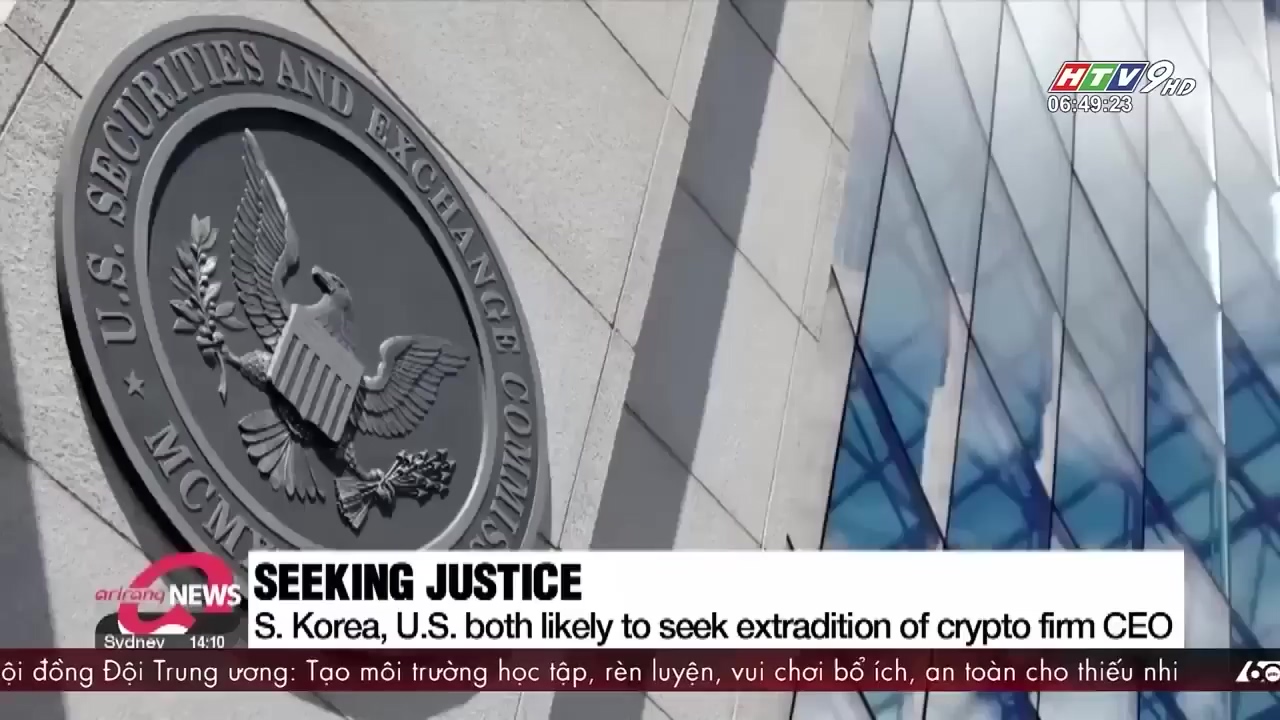 U.S. SECURITIES AND EXCHANGE COMMIS
MCMX
HTV9 HD
06:49:23
arirang NEWS
SEEKING JUSTICE
S. Korea, U.S. both likely to seek extradition of crypto firm CEO
Sydney 14:10
ội đồng Đội Trung ương: Tạo môi trường học tập, rèn luyện, vui chơi bổ ích, an toàn cho thiếu nhi
60